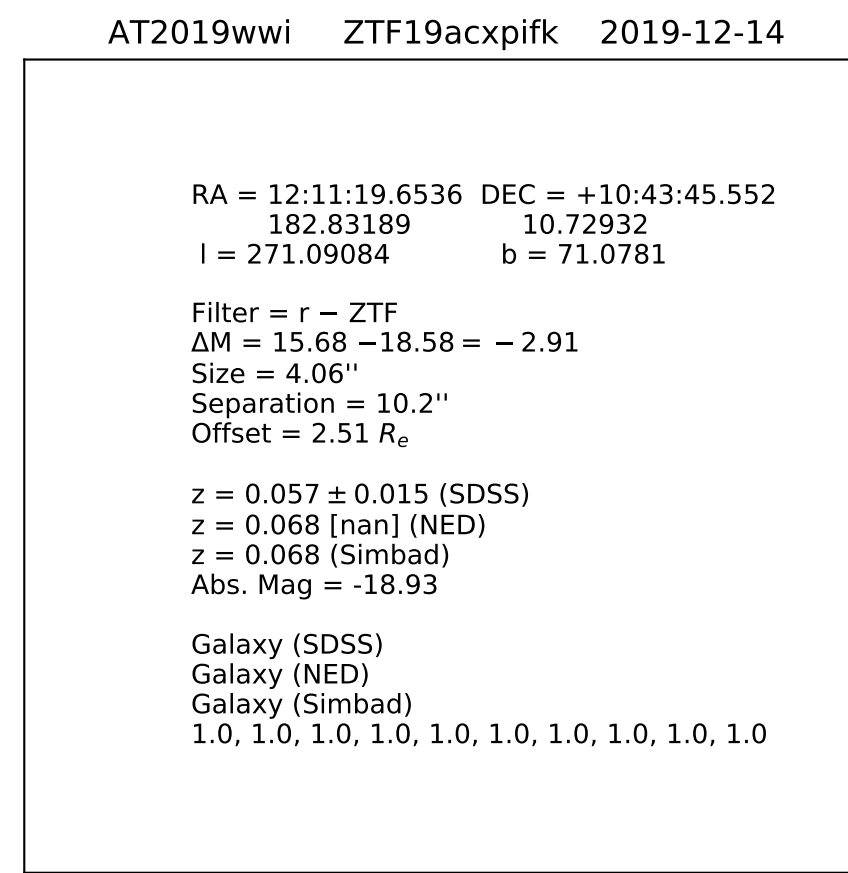 AT2019wwi ZTF19acxpifk 2019-12-14
RA = 12:11:19.6536 DEC = +10:43:45.552
182.83189 10.72932
l = 271.09084 b = 71.0781
Filter = r − ZTF
ΔM = 15.68 −18.58 = − 2.91
Size = 4.06''
Separation = 10.2''
Offset = 2.51 Rₑ
z = 0.057 ± 0.015 (SDSS)
z = 0.068 [nan] (NED)
z = 0.068 (Simbad)
Abs. Mag = -18.93
Galaxy (SDSS)
Galaxy (NED)
Galaxy (Simbad)
1.0, 1.0, 1.0, 1.0, 1.0, 1.0, 1.0, 1.0, 1.0, 1.0